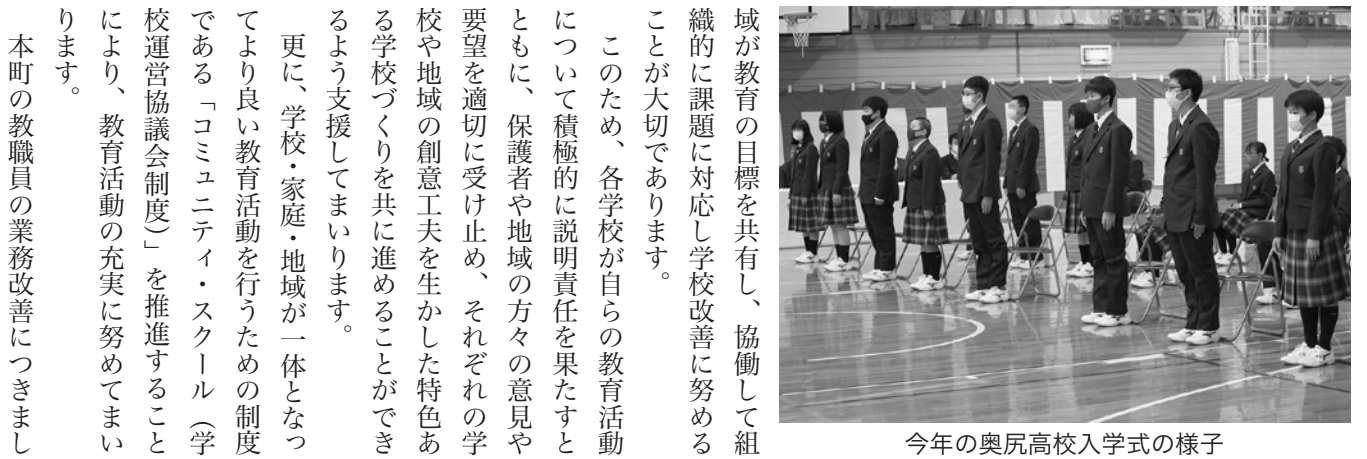 域が教育の目標を共有し、協働して組
織的に課題に対応し学校改善に努める
ことが大切であります。
このため、各学校が自らの教育活動
について積極的に説明責任を果たすと
ともに、保護者や地域の方々の意見や
要望を適切に受け止め、それぞれの学
校や地域の創意工夫を生かした特色あ
る学校づくりを共に進めることができ
るよう支援してまいります。
更に、学校・家庭・地域が一体となっ
てより良い教育活動を行うための制度
である「コミュニティ・スクール（学
校運営協議会制度）」を推進すること
により、教育活動の充実に努めてまい
ります。
本町の教職員の業務改善につきまし
今年の奥尻高校入学式の様子